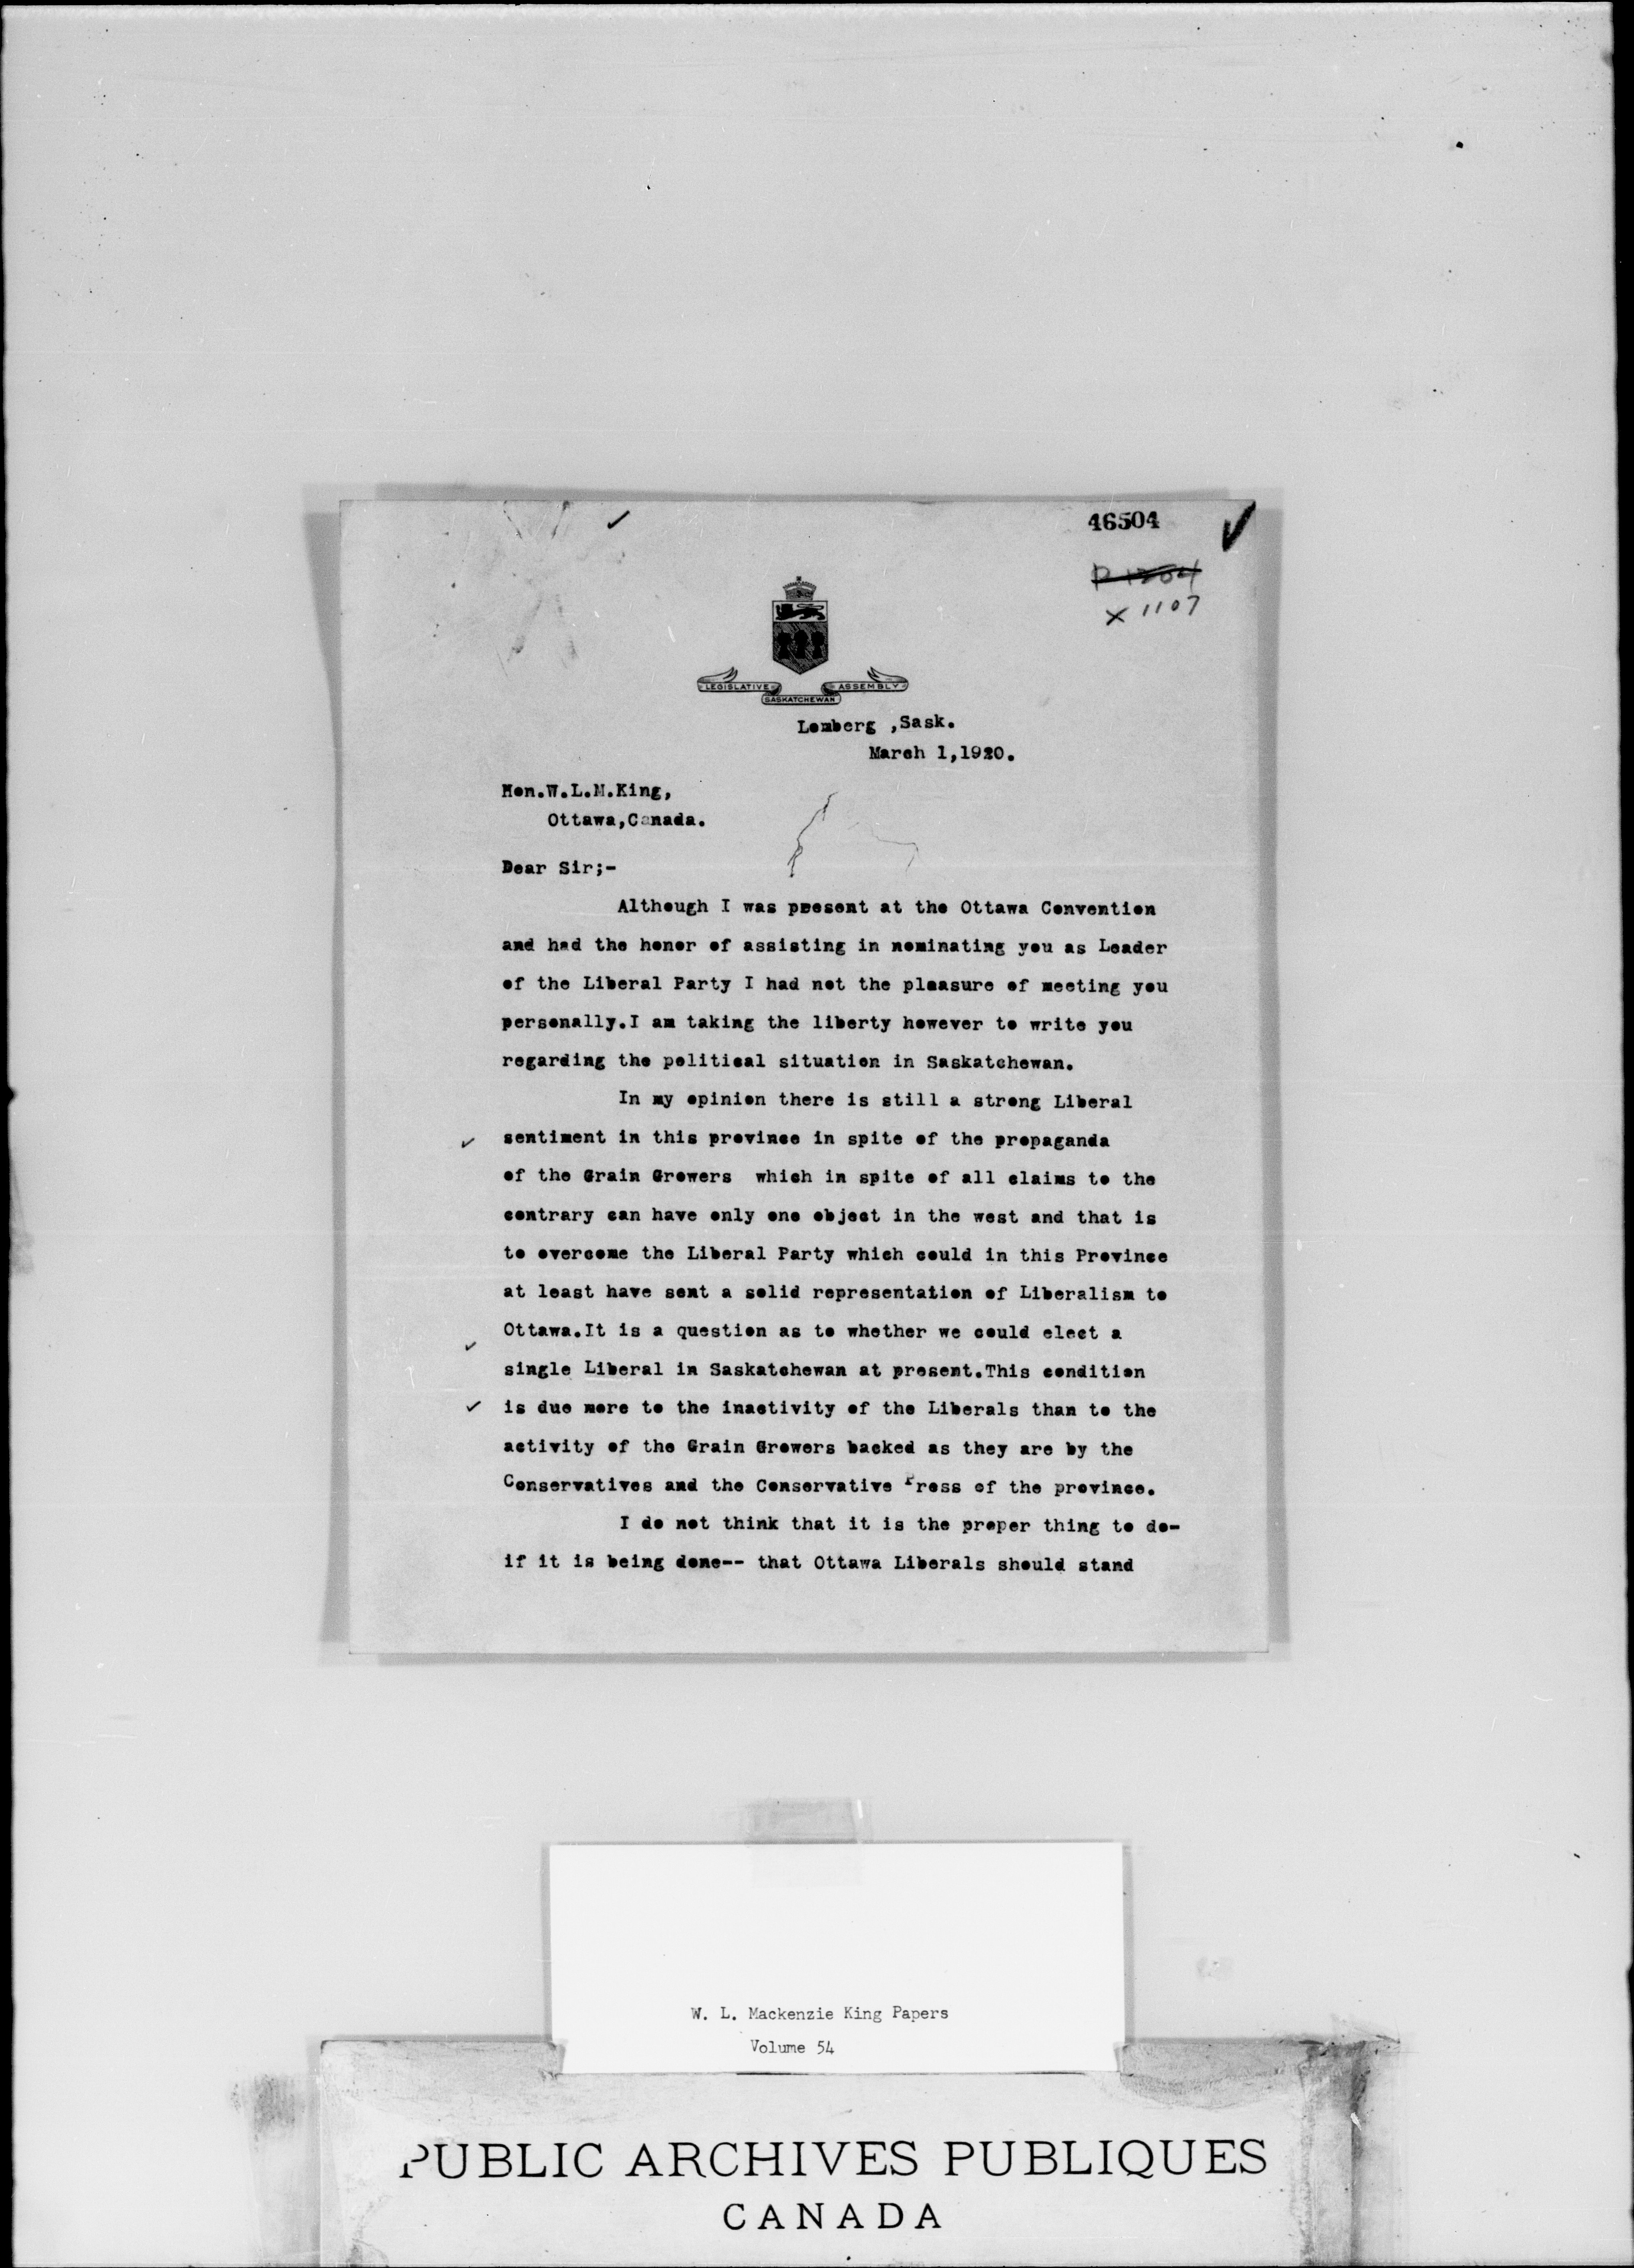 46504
P 1204
X 1107
LEGISLATIVE ASSEMBLY
SASKATCHEWAN
Lemberg ,Sask.
March 1,1920.
Hon.W.L.M.King,
Ottawa,Canada.
Dear Sir;-
Although I was present at the Ottawa Convention
and had the honor of assisting in nominating you as Leader
of the Liberal Party I had not the pleasure of meeting you
personally.I am taking the liberty however to write you
regarding the political situation in Saskatchewan.
In my opinion there is still a strong Liberal
sentiment in this province in spite of the propaganda
of the Grain Growers which in spite of all claims to the
contrary can have only one object in the west and that is
to overcome the Liberal Party which could in this Province
at least have sent a solid representation of Liberalism to
Ottawa.It is a question as to whether we could elect a
single Liberal in Saskatchewan at present.This condition
is due more to the inactivity of the Liberals than to the
activity of the Grain Growers backed as they are by the
Conservatives and the Conservative Press of the province.
I do not think that it is the proper thing to do-
if it is being done-- that Ottawa Liberals should stand
W. L. Mackenzie King Papers
Volume 54
PUBLIC ARCHIVES PUBLIQUES
CANADA